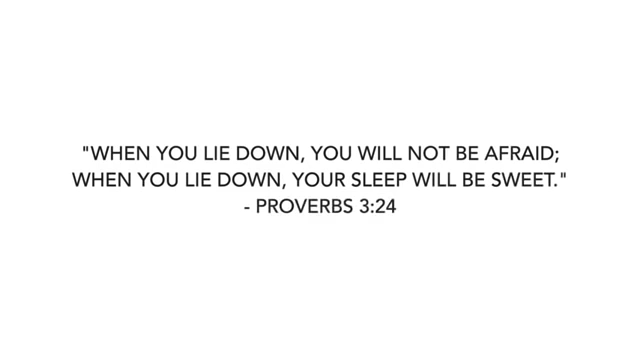 "WHEN YOU LIE DOWN, YOU WILL NOT BE AFRAID;
WHEN YOU LIE DOWN, YOUR SLEEP WILL BE SWEET."
- PROVERBS 3:24